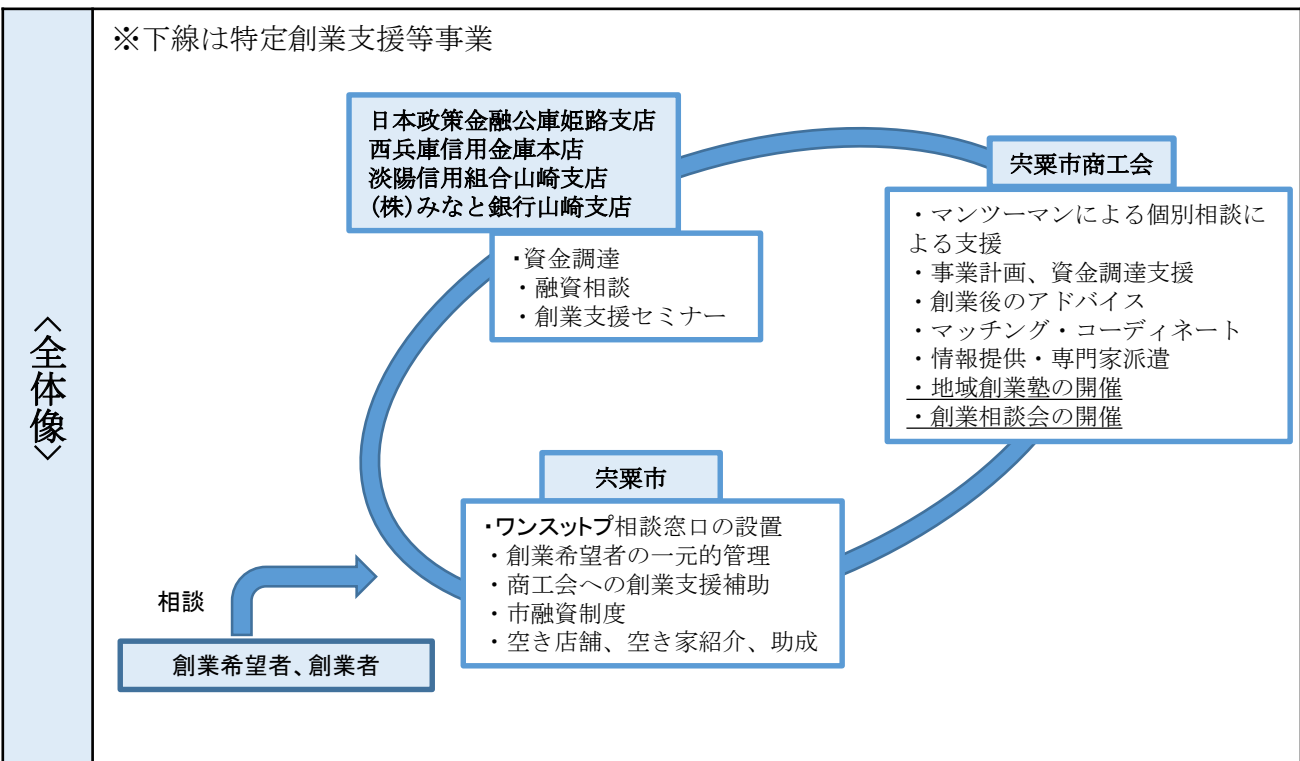 ※下線は特定創業支援等事業
〈全体像〉
日本政策金融公庫姫路支店
西兵庫信用金庫本店
淡陽信用組合山崎支店
(株)みなと銀行山崎支店
・資金調達
・融資相談
・創業支援セミナー
宍粟市商工会
・マンツーマンによる個別相談に
よる支援
・事業計画、資金調達支援
・創業後のアドバイス
・マッチング・コーディネート
・情報提供・専門家派遣
・地域創業塾の開催
・創業相談会の開催
宍粟市
・ワンスットプ相談窓口の設置
・創業希望者の一元的管理
・商工会への創業支援補助
・市融資制度
・空き店舗、空き家紹介、助成
相談
創業希望者、創業者